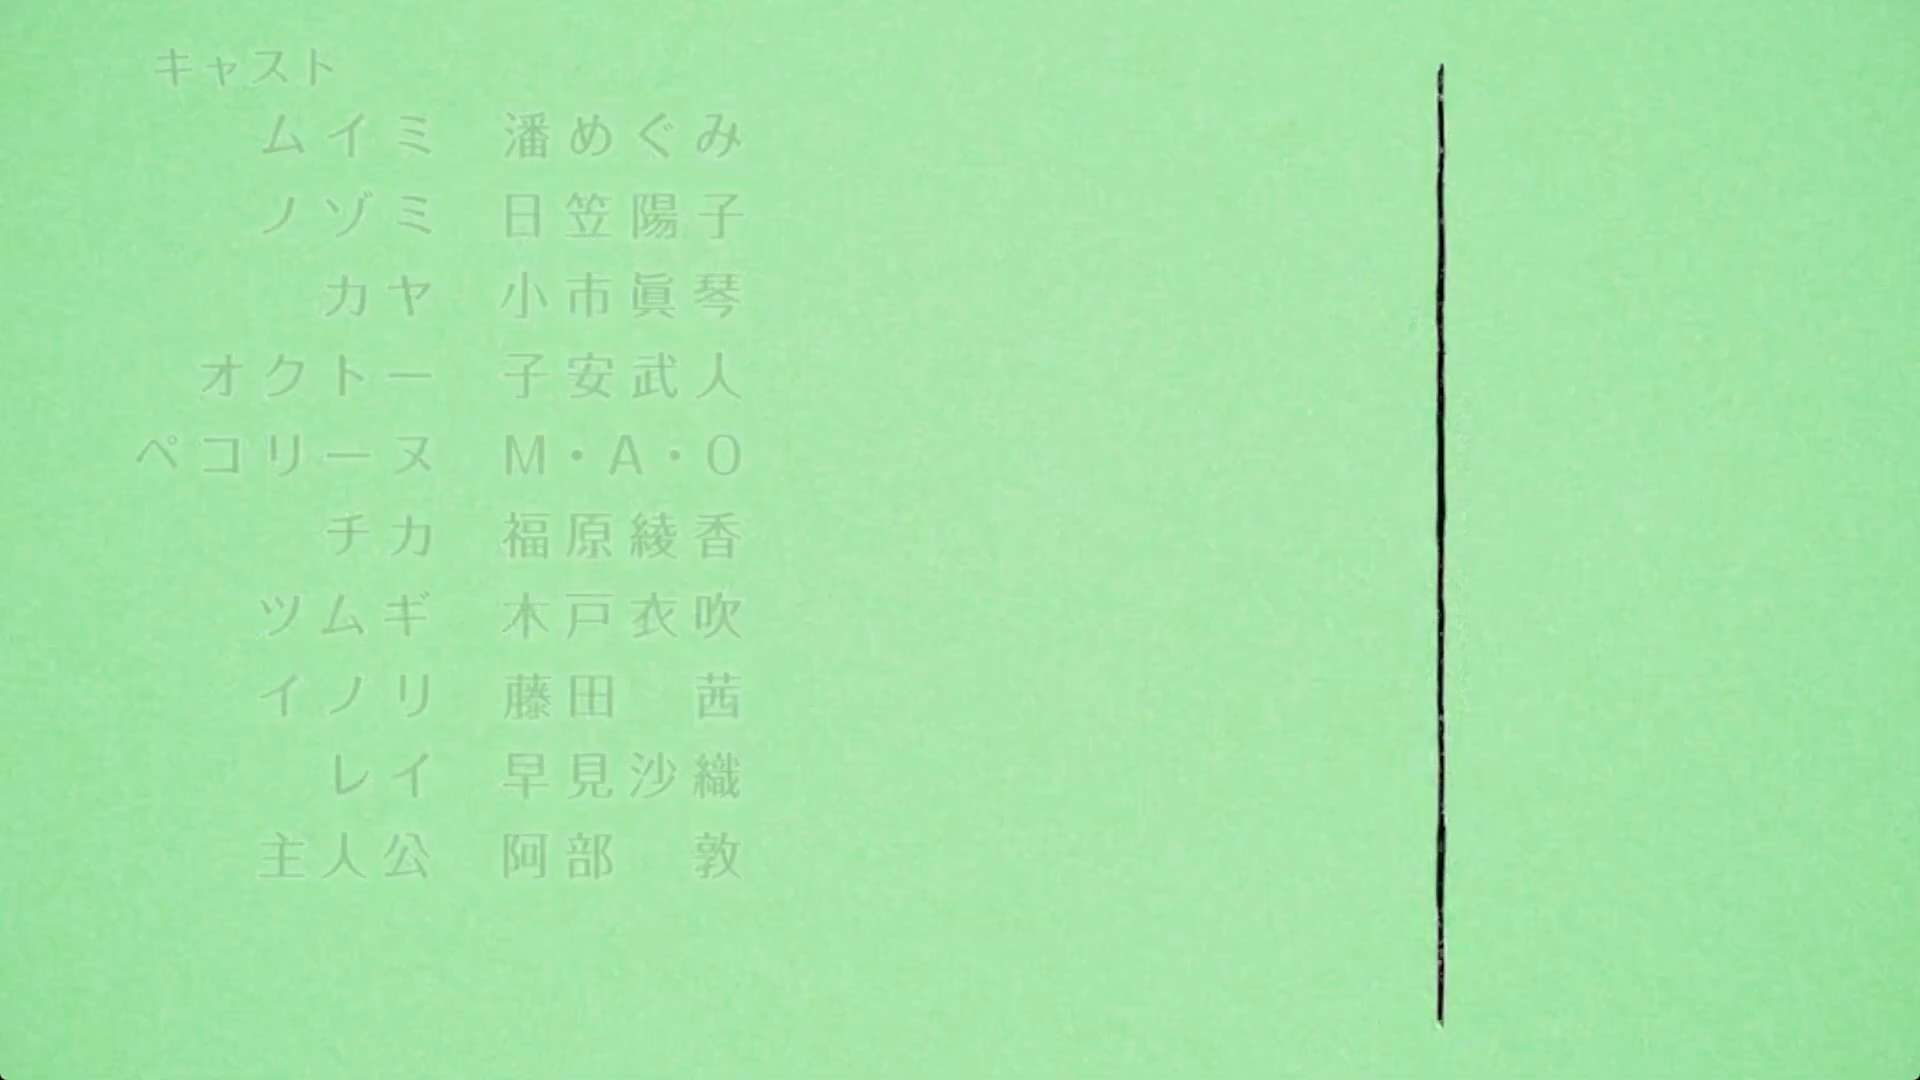 キャスト
ムイミ 潘めぐみ
ノゾミ 日笠陽子
カヤ 小市眞琴
オクトー 子安武人
ペコリーヌ M・A・O
チカ 福原綾香
ツムギ 木戸衣吹
イノリ 藤田 茜
レイ 早見沙織
主人公 阿部 敦